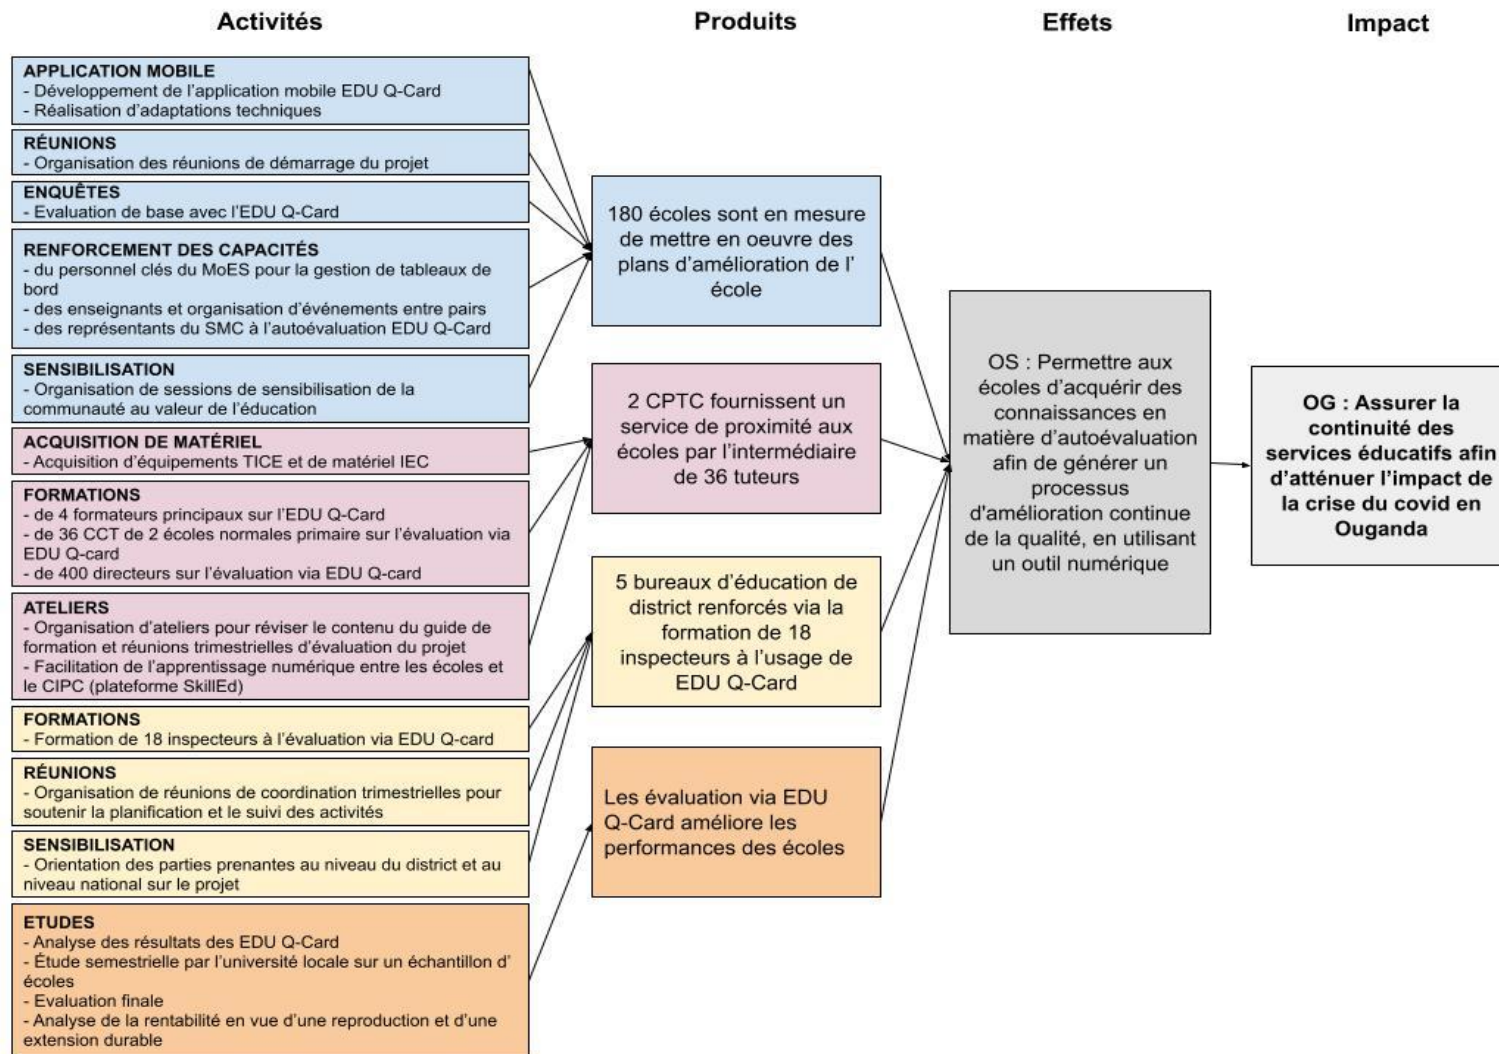 Activités
Produits
Effets
Impact
APPLICATION MOBILE
- Développement de l'application mobile EDU Q-Card
- Réalisation d'adaptations techniques
RÉUNIONS
- Organisation des réunions de démarrage du projet
ENQUÊTES
- Evaluation de base avec l'EDU Q-Card
RENFORCEMENT DES CAPACITÉS
- du personnel clés du MoES pour la gestion de tableaux de
bord
- des enseignants et organisation d'événements entre pairs
- des représentants du SMC à l'autoévaluation EDU Q-Card
SENSIBILISATION
- Organisation de sessions de sensibilisation de la
communauté au valeur de l'éducation
ACQUISITION DE MATÉRIEL
- Acquisition d'équipements TICE et de matériel IEC
FORMATIONS
- de 4 formateurs principaux sur l'EDU Q-Card
- de 36 CCT de 2 écoles normales primaire sur l'évaluation via
EDU Q-card
- de 400 directeurs sur l'évaluation via EDU Q-card
ATELIERS
- Organisation d'ateliers pour réviser le contenu du guide de
formation et réunions trimestrielles d'évaluation du projet
- Facilitation de l'apprentissage numérique entre les écoles et
le CIPC (plateforme SkillEd)
FORMATIONS
- Formation de 18 inspecteurs à l'évaluation via EDU Q-card
RÉUNIONS
- Organisation de réunions de coordination trimestrielles pour
soutenir la planification et le suivi des activités
SENSIBILISATION
- Orientation des parties prenantes au niveau du district et au
niveau national sur le projet
ETUDES
- Analyse des résultats des EDU Q-Card
- Étude semestrielle par l'université locale sur un échantillon d'
écoles
- Evaluation finale
- Analyse de la rentabilité en vue d'une reproduction et d'une
extension durable
180 écoles sont en mesure
de mettre en oeuvre des
plans d'amélioration de l'
école
2 CPTC fournissent un
service de proximité aux
écoles par l'intermédiaire
de 36 tuteurs
5 bureaux d'éducation de
district renforcés via la
formation de 18
inspecteurs à l'usage de
EDU Q-Card
Les évaluation via EDU
Q-Card améliore les
performances des écoles
OS : Permettre aux
écoles d'acquérir des
connaissances en
matière d'autoévaluation
afin de générer un
processus
d'amélioration continue
de la qualité, en utilisant
un outil numérique
OG : Assurer la
continuité des
services éducatifs afin
d'atténuer l'impact de
la crise du covid en
Ouganda